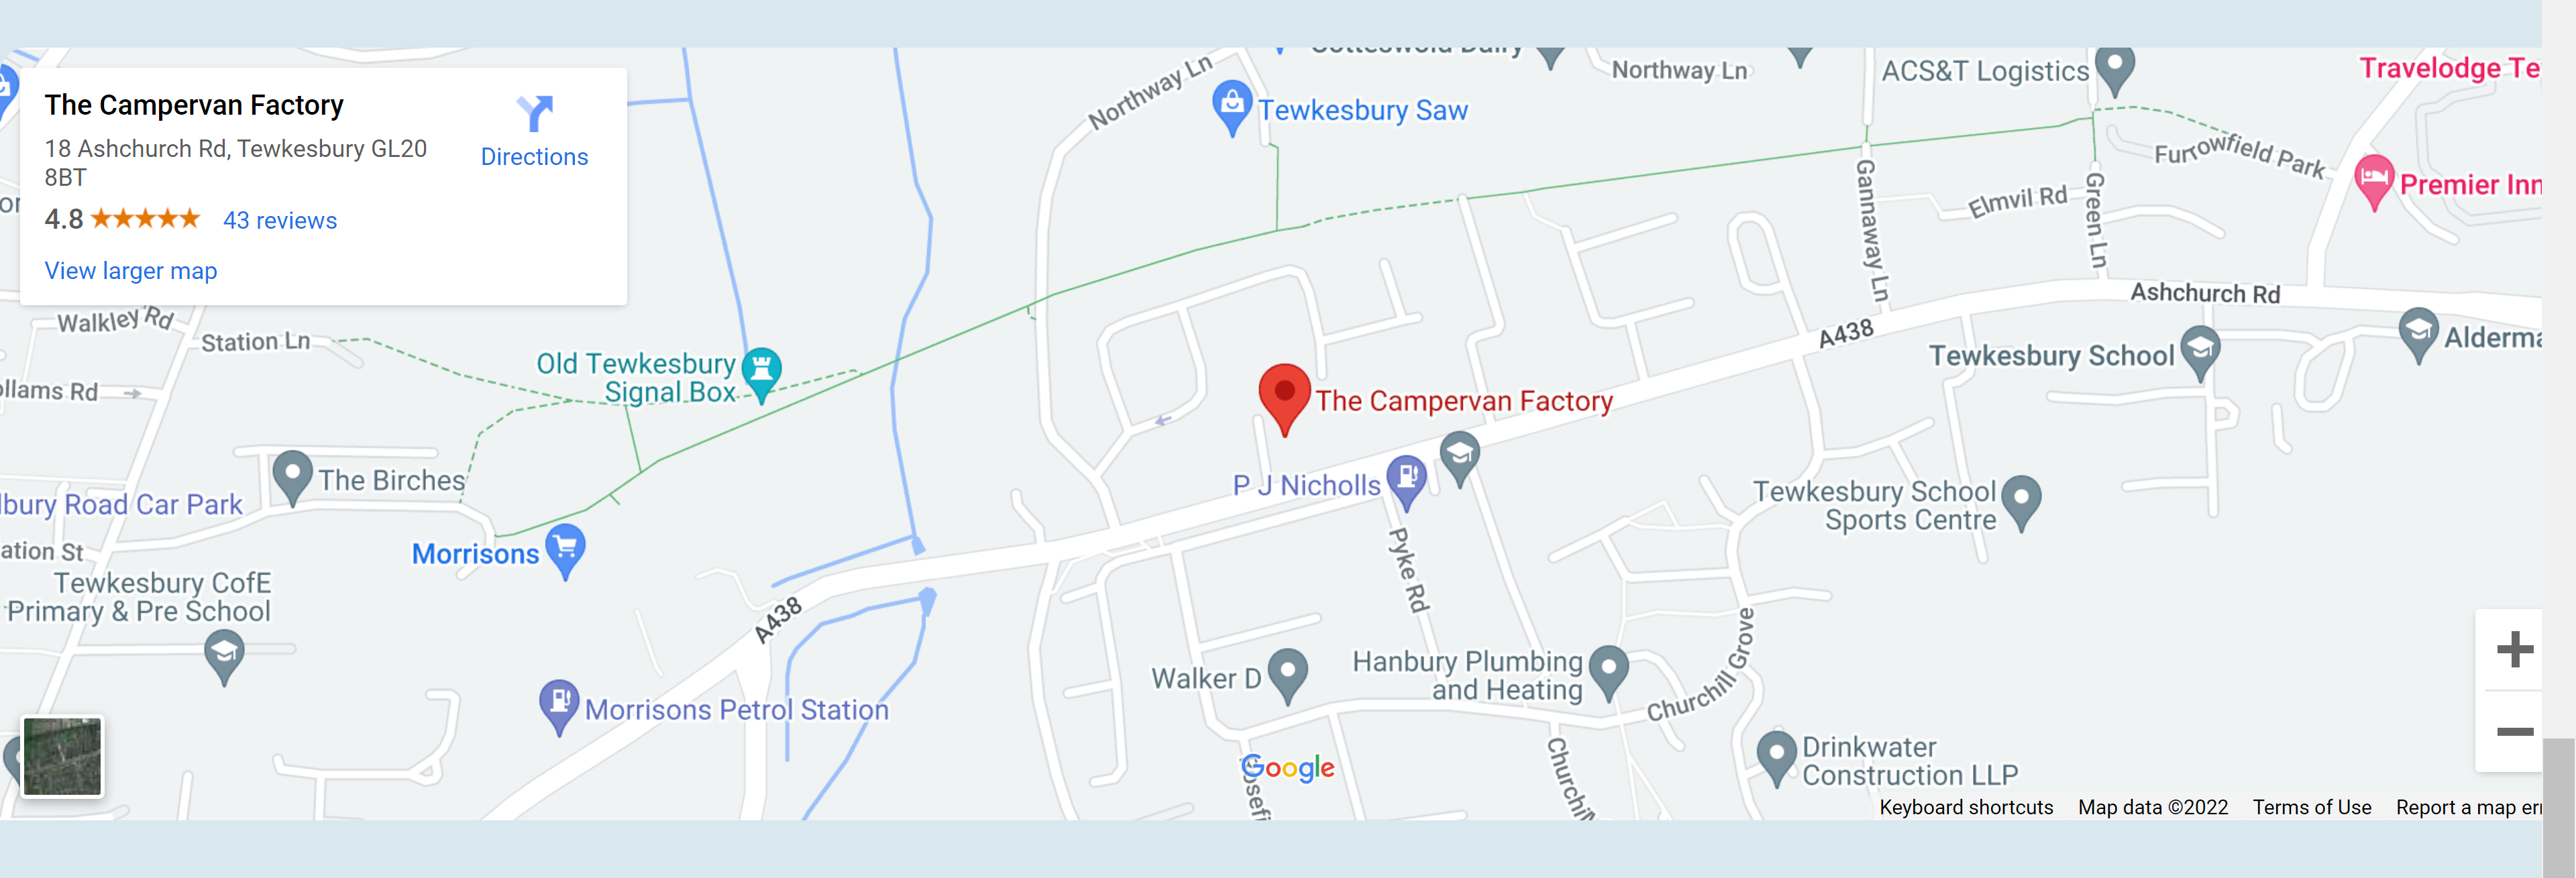 The Campervan Factory
18 Ashchurch Rd, Tewkesbury GL20
8BT
4.8
43 reviews
View larger map
Directions
Northway Ln
Tewkesbury Saw
Northway Ln
ACS&T Logistics
Travelodge Te
Furrowfield Park
Premier Inn
Gannaway Ln
Elmvil Rd
Green Ln
Walkley Rd
Station Ln
Ashchurch Rd
A438
Old Tewkesbury
Signal Box
Tewkesbury School
Alderma
ollams Rd
The Campervan Factory
The Birches
P J Nicholls
Tewkesbury School
Sports Centre
lbury Road Car Park
ation St
Morrisons
Pyke Rd
Tewkesbury CofE
Primary & Pre School
A438
Walker D
Hanbury Plumbing
and Heating
Churchill Grove
Morrisons Petrol Station
Google
Drinkwater
Construction LLP
Keyboard shortcuts
Map data ©2022
Terms of Use
Report a map err